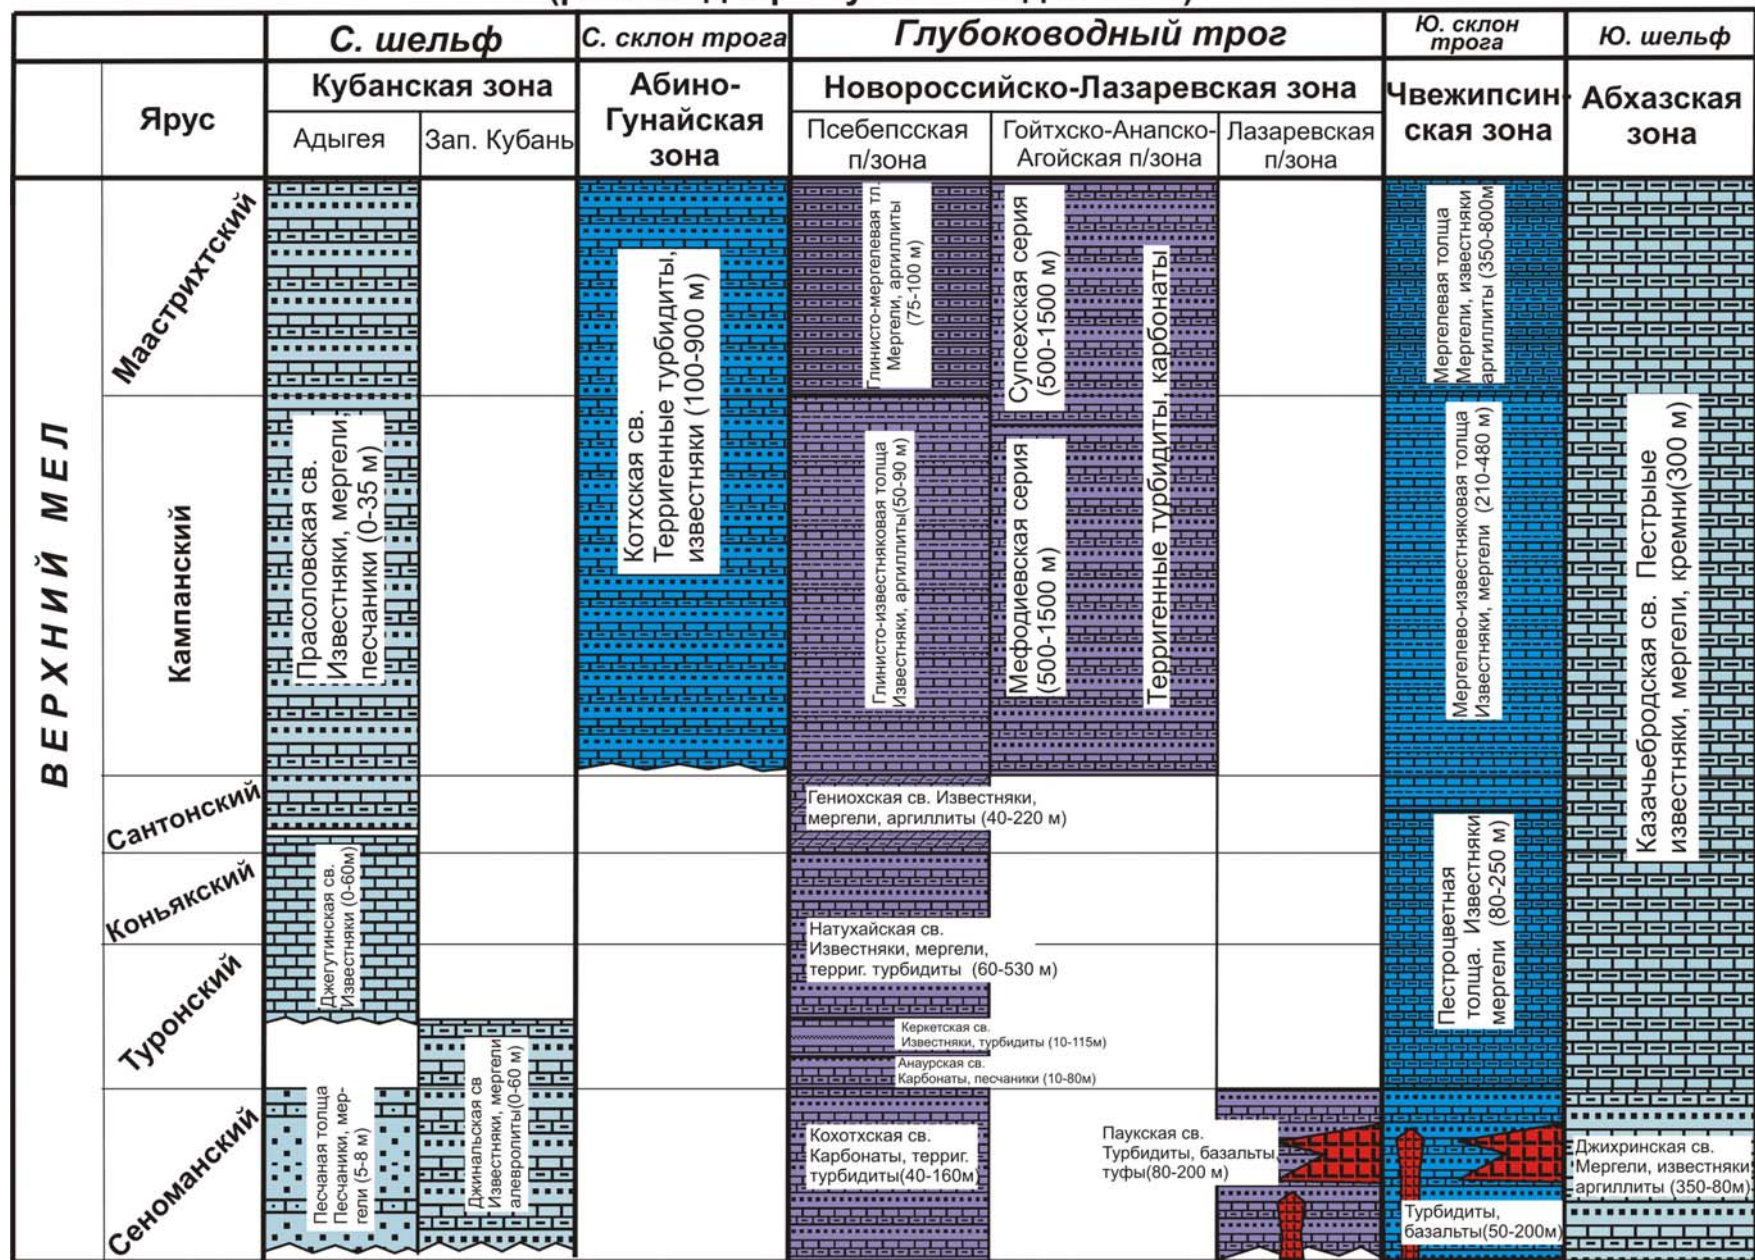 С. шельф
С. склон трога
Глубоководный трог
Ю. склон
трога
Ю. шельф
Ярус
Кубанская зона
Адыгея
Зап. Кубань
Абино-
Гунайская
зона
Новороссийско-Лазаревская зона
Псебепсская
п/зона
Гойтхско-Анапско-
Агойская п/зона
Лазаревская
п/зона
Чвежипсин-
ская зона
Абхазская
зона
ВЕРХНИЙ МЕЛ
Маастрихтский
Кампанский
Сантонский
Коньякский
Туронский
Сеноманский
Прасоловская св.
Известняки, мергели,
песчаники (0-35 м)
Джегутинская св.
Известняки (0-60м)
Песчаная толща
Песчаники, мер-
гели (5-8 м)
Джинальская св
Известняки, мергели
алевролиты(0-60 м)
Котхская св.
Терригенные турбидиты,
известняки (100-900 м)
Глинисто-мергелевая тл.
Мергели, аргиллиты
(75-100 м)
Глинисто-известняковая толща
Известняки, аргиллиты(50-90 м)
Гениохская св. Известняки,
мергели, аргиллиты (40-220 м)
Натухайская св.
Известняки, мергели,
терриг. турбидиты (60-530 м)
Керкетская св.
Известняки, турбидиты (10-115м)
Анаурская св.
Карбонаты, песчаники (10-80м)
Кохотхская св.
Карбонаты, терриг.
турбидиты(40-160м)
Супсехская серия
(500-1500 м)
Мефодиевская серия
(500-1500 м)
Терригенные турбидиты, карбонаты
Паукская св.
Турбидиты, базальты,
туфы(80-200 м)
Мергелевая толща
Мергели, известняки
аргиллиты (350-800м
Мергелево-известняковая толща
Известняки, мергели (210-480 м)
Пестроцветная
толща. Известняки
мергели (80-250 м)
Турбидиты,
базальты(50-200м)
Казачьебродская св. Пестрые
известняки, мергели, кремни(300 м)
Джихринская св.
Мергели, известняки
аргиллиты (350-80м)